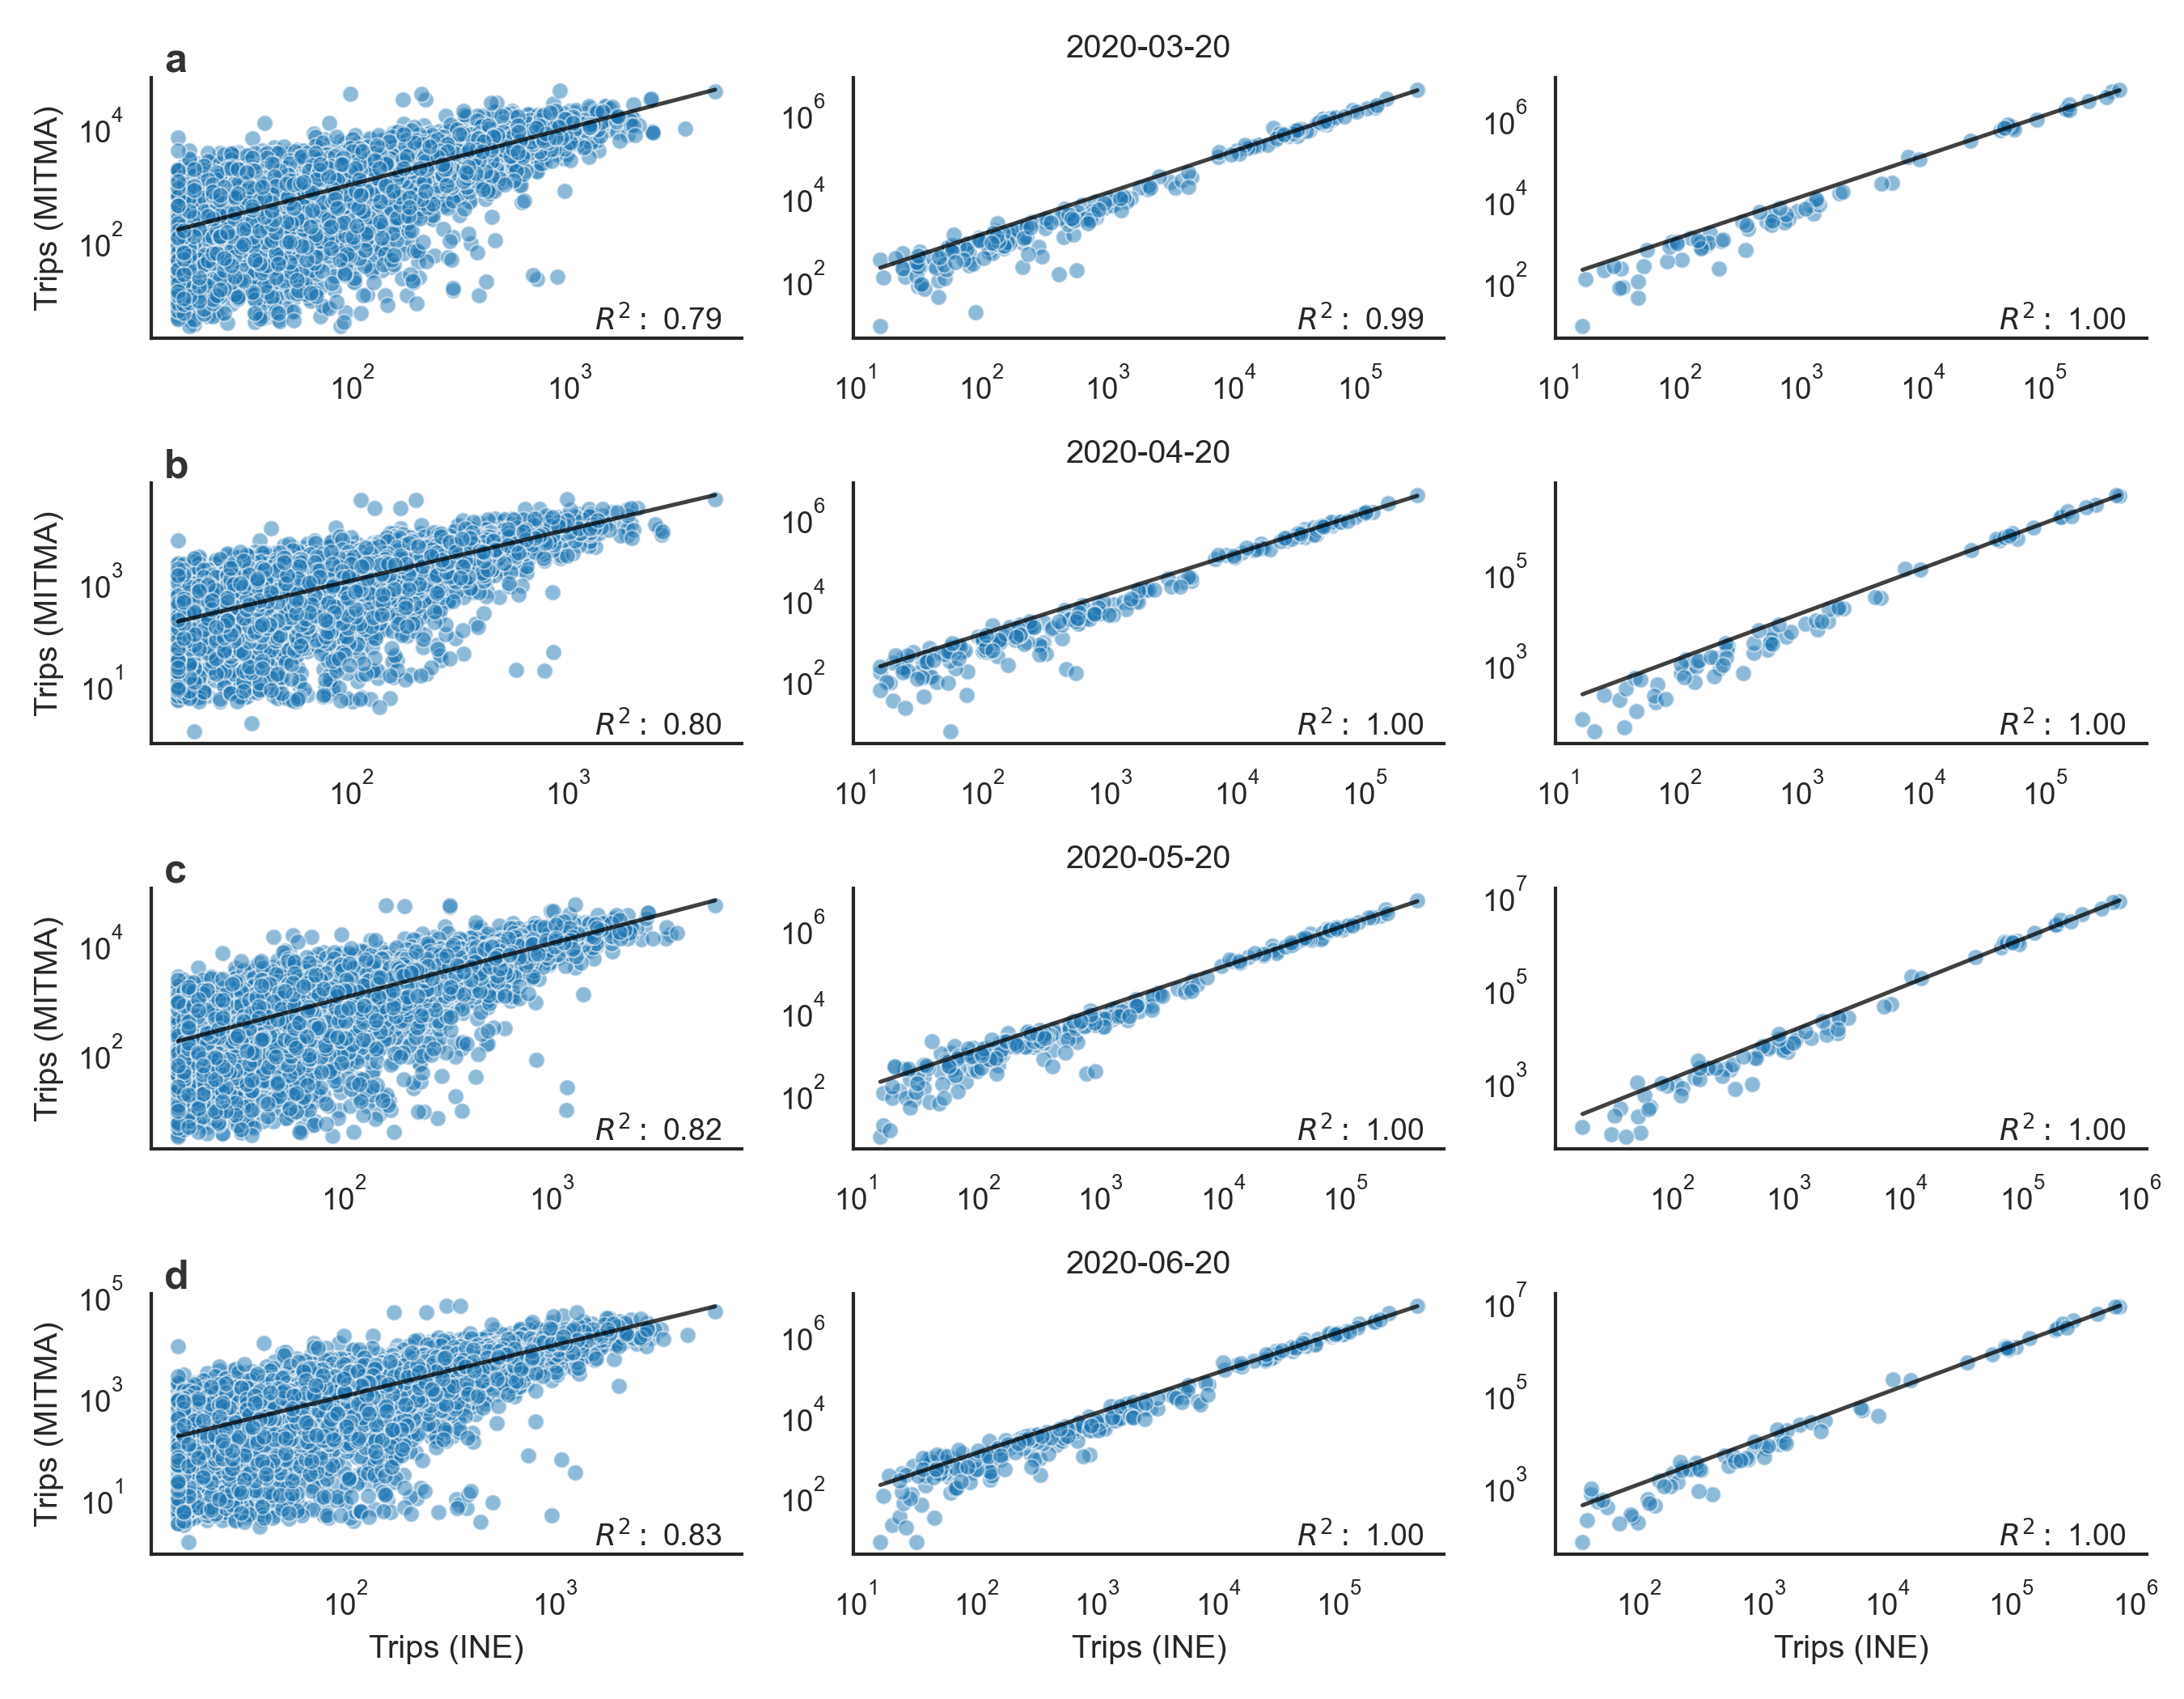 a
2020-03-20
Trips (MITMA)
10^4
10^2
R^2: 0.79
10^2 10^3
10^6
10^4
10^2
R^2: 0.99
10^1 10^2 10^3 10^4 10^5
10^6
10^4
10^2
R^2: 1.00
10^1 10^2 10^3 10^4 10^5
b
2020-04-20
Trips (MITMA)
10^3
10^1
R^2: 0.80
10^2 10^3
10^6
10^4
10^2
R^2: 1.00
10^1 10^2 10^3 10^4 10^5
10^5
10^3
R^2: 1.00
10^1 10^2 10^3 10^4 10^5
c
2020-05-20
Trips (MITMA)
10^4
10^2
R^2: 0.82
10^2 10^3
10^6
10^4
10^2
R^2: 1.00
10^1 10^2 10^3 10^4 10^5
10^7
10^5
10^3
R^2: 1.00
10^2 10^3 10^4 10^5 10^6
d
2020-06-20
Trips (MITMA)
10^5
10^3
10^1
R^2: 0.83
10^2 10^3
Trips (INE)
10^6
10^4
10^2
R^2: 1.00
10^1 10^2 10^3 10^4 10^5
Trips (INE)
10^7
10^5
10^3
R^2: 1.00
10^2 10^3 10^4 10^5 10^6
Trips (INE)